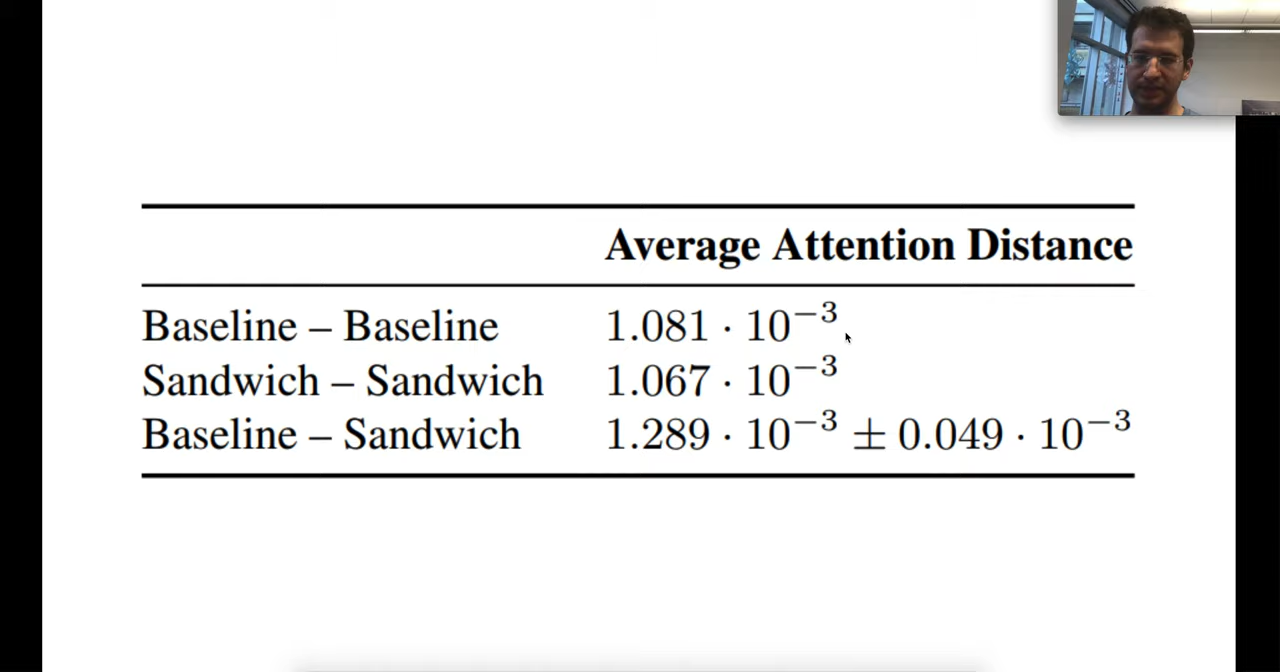 Average Attention Distance
Baseline – Baseline 1.081 · 10⁻³
Sandwich – Sandwich 1.067 · 10⁻³
Baseline – Sandwich 1.289 · 10⁻³ ± 0.049 · 10⁻³